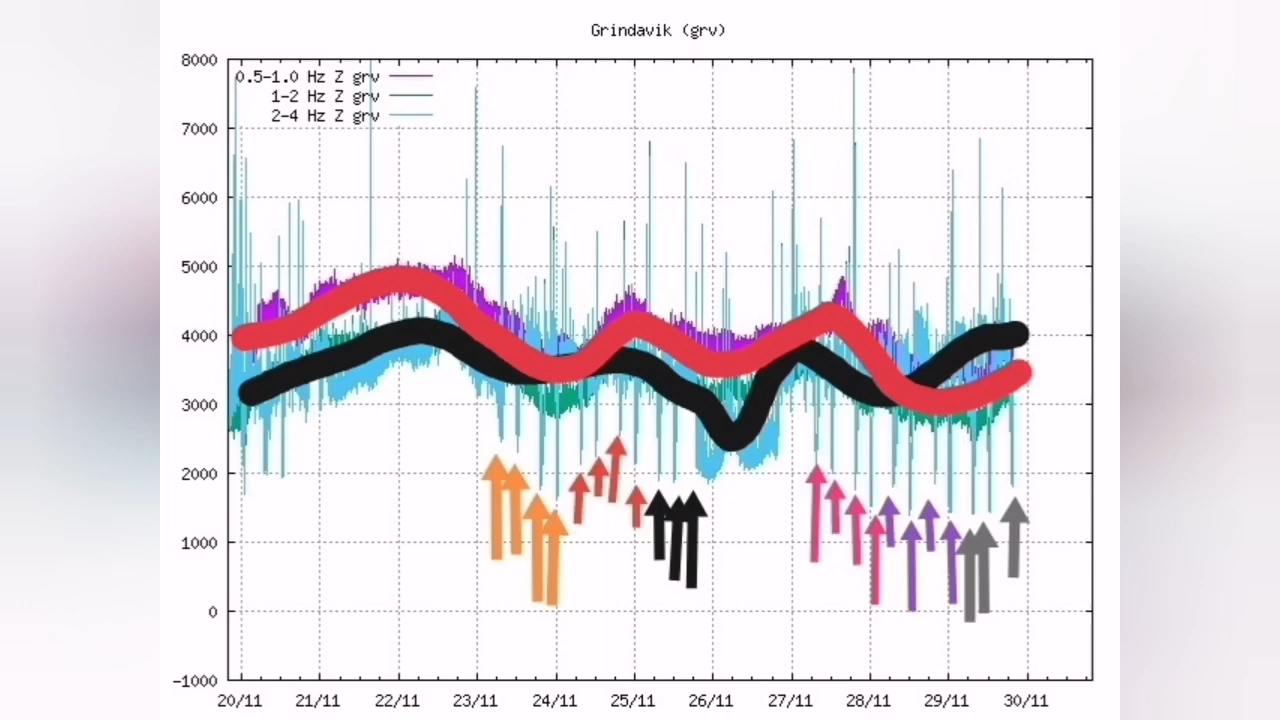 Grindavik (grv)
8000
0.5-1.0 Hz Z grv
1-2 Hz Z grv
2-4 Hz Z grv
7000
6000
5000
4000
3000
2000
1000
0
-1000
20/11 21/11 22/11 23/11 24/11 25/11 26/11 27/11 28/11 29/11 30/11